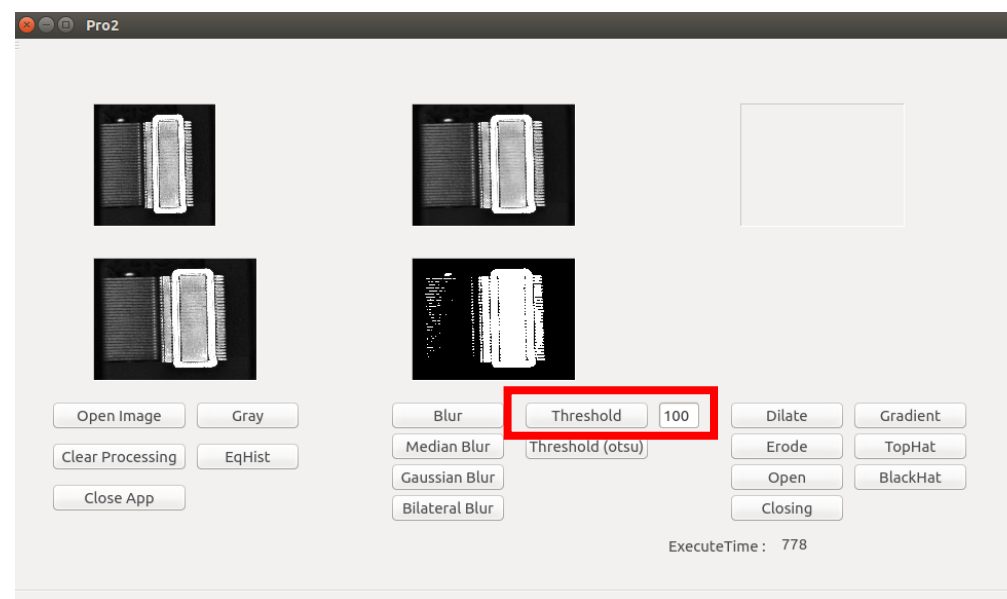 Pro2
Open Image Gray
Clear Processing EqHist
Close App
Blur Threshold 100
Median Blur Threshold (otsu)
Gaussian Blur
Bilateral Blur
Dilate Gradient
Erode TopHat
Open BlackHat
Closing
ExecuteTime : 778